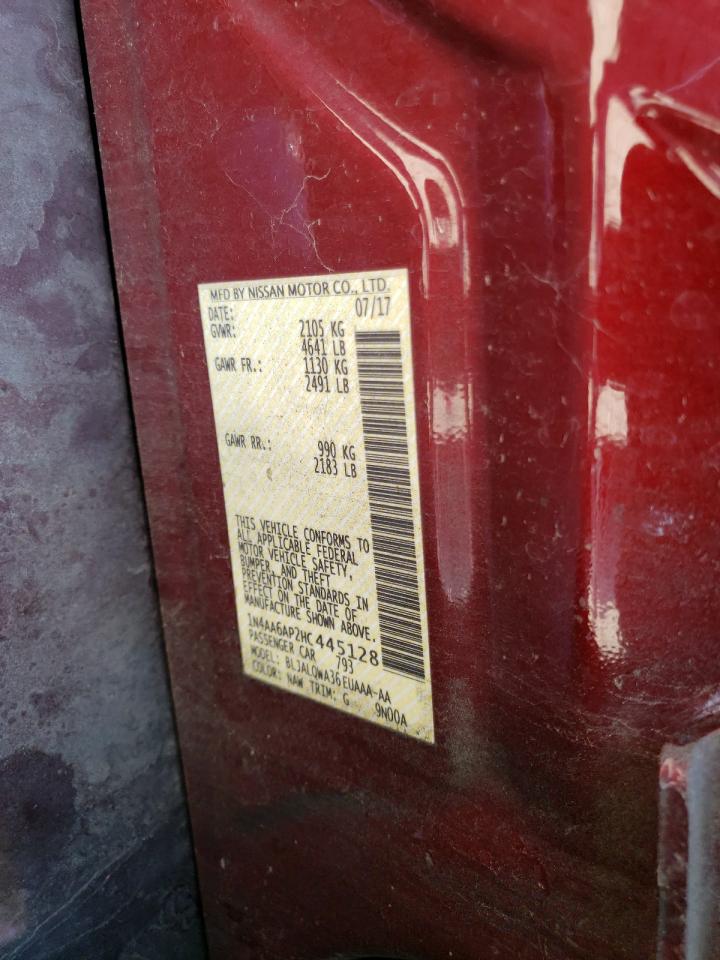 MFD BY NISSAN MOTOR CO., LTD.
DATE: 07/17
GVWR: 2105 KG
4641 LB
GAWR FR.: 1130 KG
2491 LB
GAWR RR.: 990 KG
2183 LB
THIS VEHICLE CONFORMS TO
ALL APPLICABLE FEDERAL
MOTOR VEHICLE SAFETY,
BUMPER, AND THEFT
PREVENTION STANDARDS IN
EFFECT ON THE DATE OF
MANUFACTURE SHOWN ABOVE.
1N4AA6AP2HC445128
PASSENGER CAR 793
MODEL: BLJALQWA36EUAAA-AA
COLOR: NAW TRIM: G 9N00A